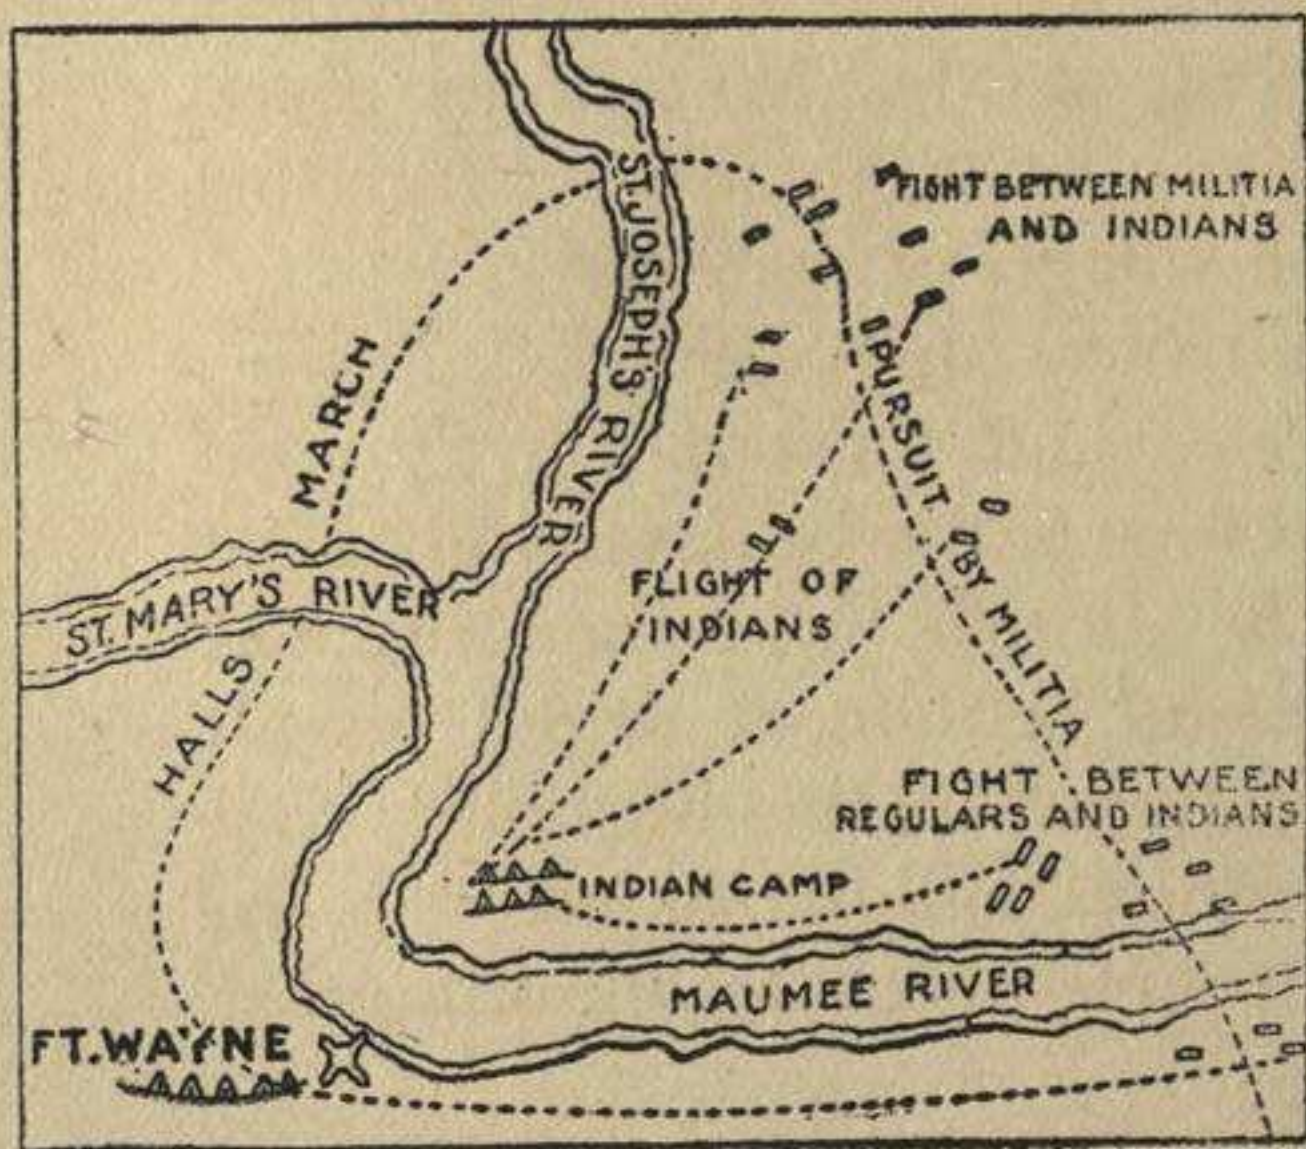 ST. JOSEPH'S RIVER
FIGHT BETWEEN MILITIA
AND INDIANS
MARCH
PURSUIT BY MILITIA
ST. MARY'S RIVER
FLIGHT OF
INDIANS
HALLS
FIGHT BETWEEN
REGULARS AND INDIANS
INDIAN CAMP
MAUMEE RIVER
FT. WAYNE